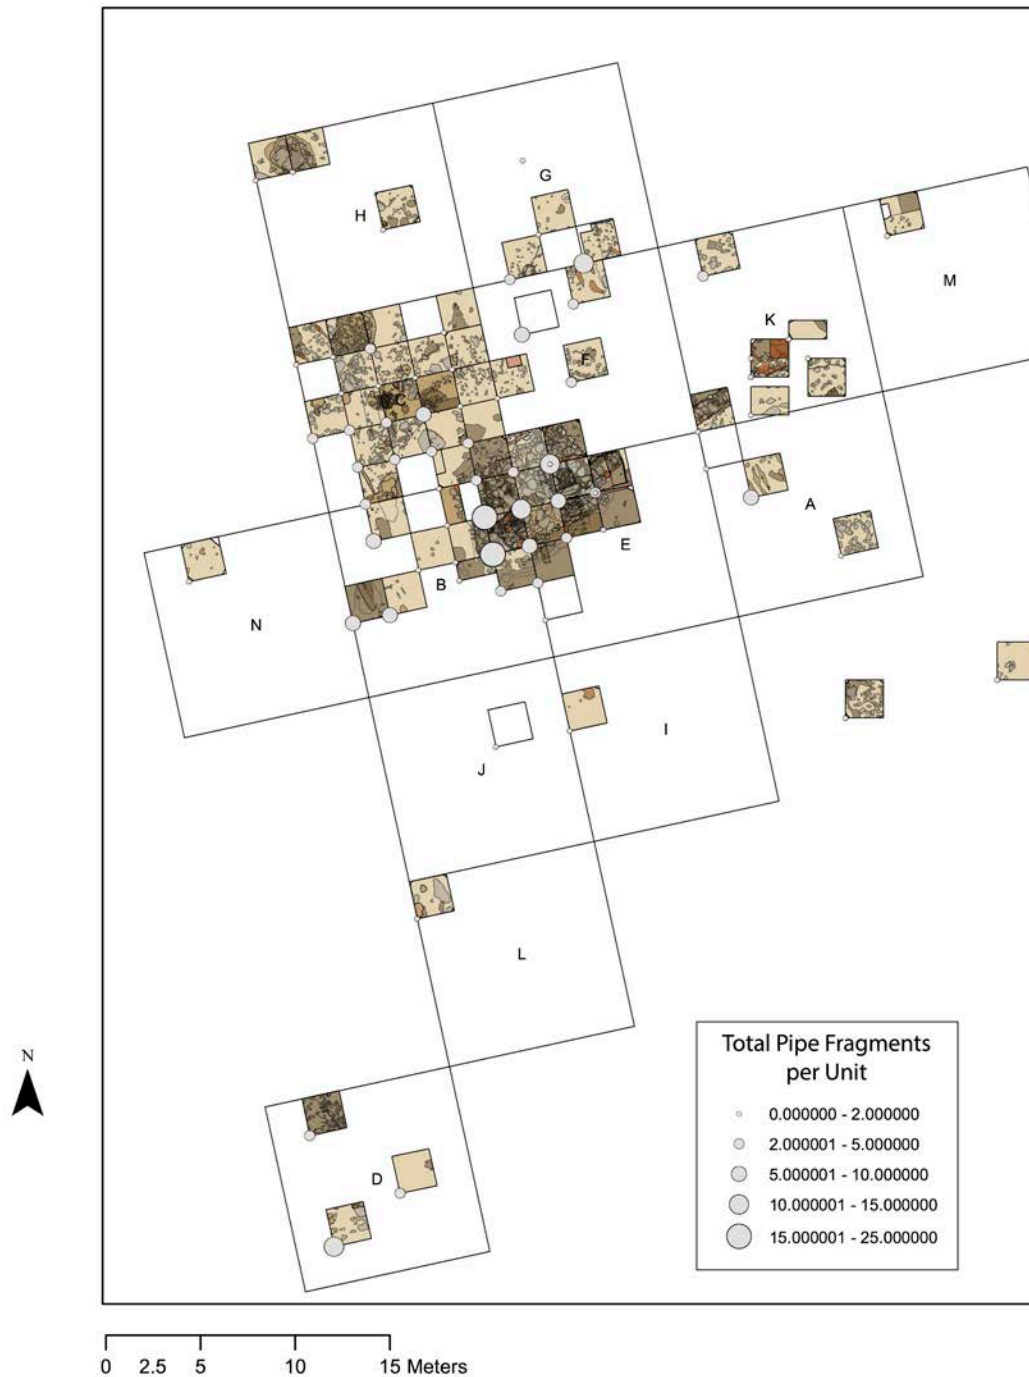 G
H
M
K
F
C
A
E
B
N
I
J
L
D
N
Total Pipe Fragments
per Unit
0.000000 - 2.000000
2.000001 - 5.000000
5.000001 - 10.000000
10.000001 - 15.000000
15.000001 - 25.000000
0 2.5 5 10 15 Meters